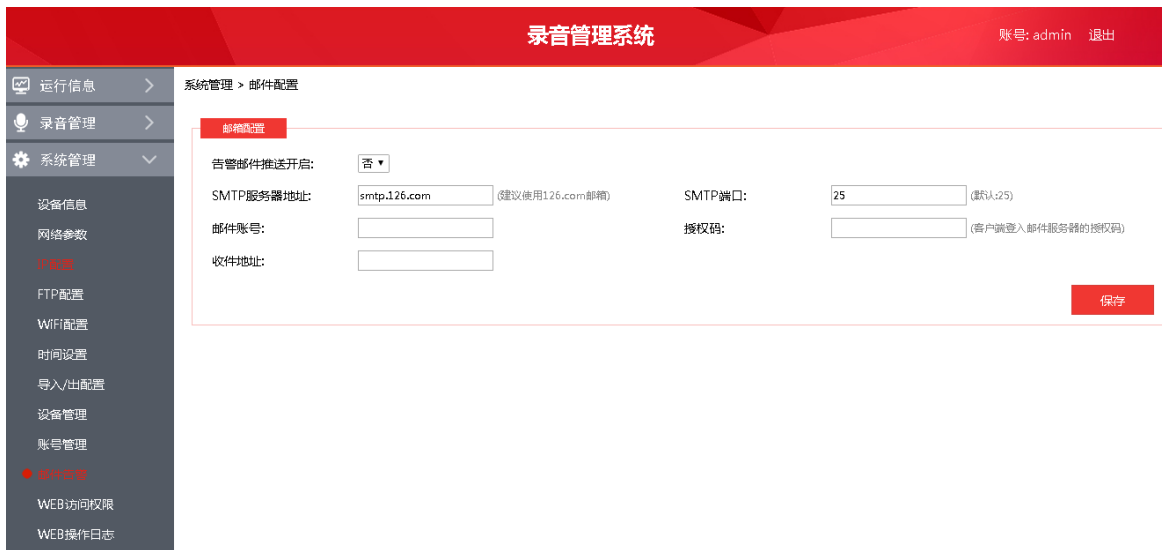 录音管理系统
账号: admin 退出
运行信息
录音管理
系统管理
设备信息
网络参数
FTP配置
WiFi配置
时间设置
导入/出配置
设备管理
账号管理
WEB访问权限
WEB操作日志
系统管理 > 邮件配置
邮箱配置
告警邮件推送开启: 否
SMTP服务器地址: smtp.126.com (建议使用126.com邮箱) SMTP端口: 25 (默认:25)
邮件账号: 授权码: (客户端登入邮件服务器的授权码)
收件地址:
保存